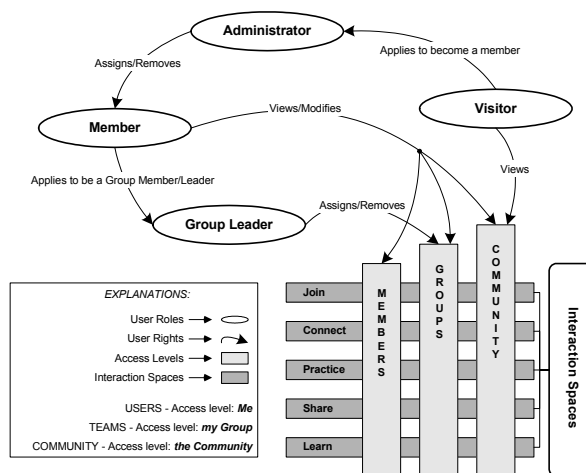 Administrator
Applies to become a member
Assigns/Removes
Visitor
Member
Views/Modifies
Views
Applies to be a Group Member/Leader
Group Leader
Assigns/Removes
COMMUNITY
GROUPS
MEMBERS
EXPLANATIONS:
User Roles
User Rights
Access Levels
Interaction Spaces
USERS - Access level: Me
TEAMS - Access level: my Group
COMMUNITY - Access level: the Community
Join
Connect
Practice
Share
Learn
Interaction Spaces